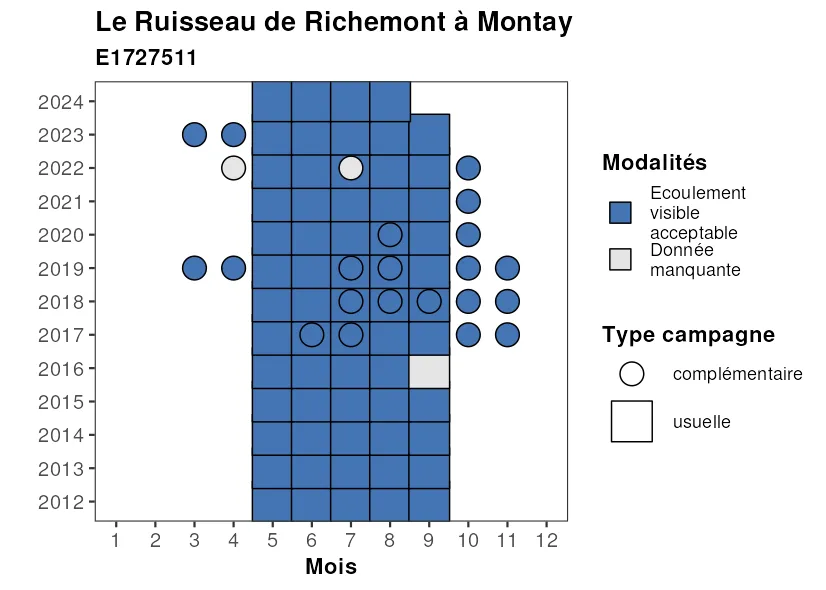 Le Ruisseau de Richemont à Montay
E1727511
2024
2023
2022
2021
2020
2019
2018
2017
2016
2015
2014
2013
2012
1 2 3 4 5 6 7 8 9 10 11 12
Mois
Modalités
Ecoulement
visible
acceptable
Donnée
manquante
Type campagne
complémentaire
usuelle